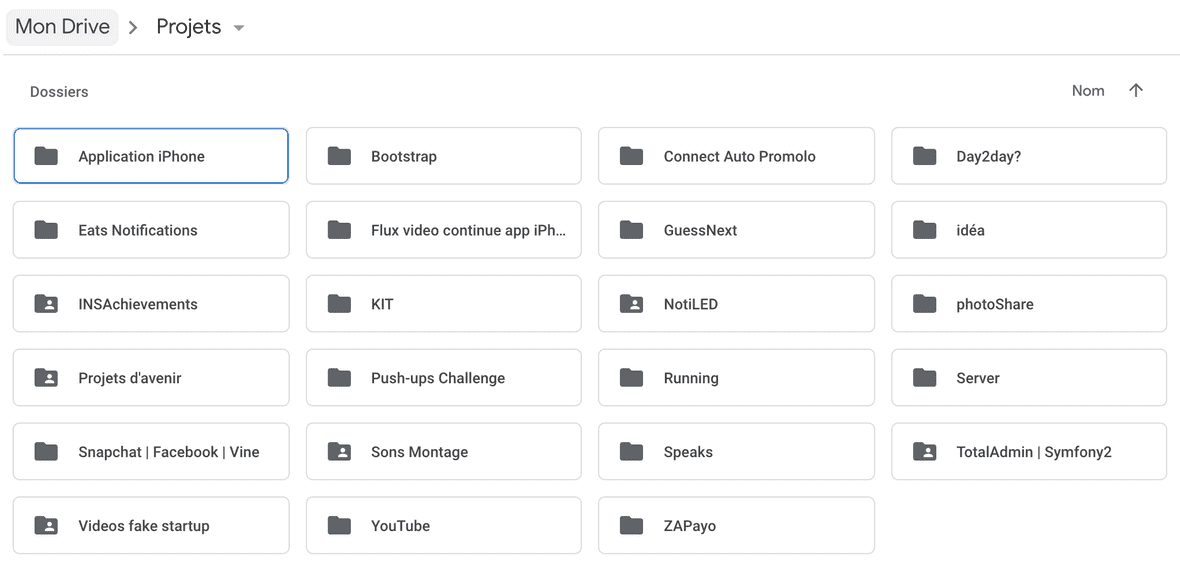 Mon Drive > Projets
Dossiers Nom
Application iPhone Bootstrap Connect Auto Promolo Day2day?
Eats Notifications Flux video continue app iPh... GuessNext idéa
INSAchievements KIT NotiLED photoShare
Projets d'avenir Push-ups Challenge Running Server
Snapchat | Facebook | Vine Sons Montage Speaks TotalAdmin | Symfony2
Videos fake startup YouTube ZAPayo